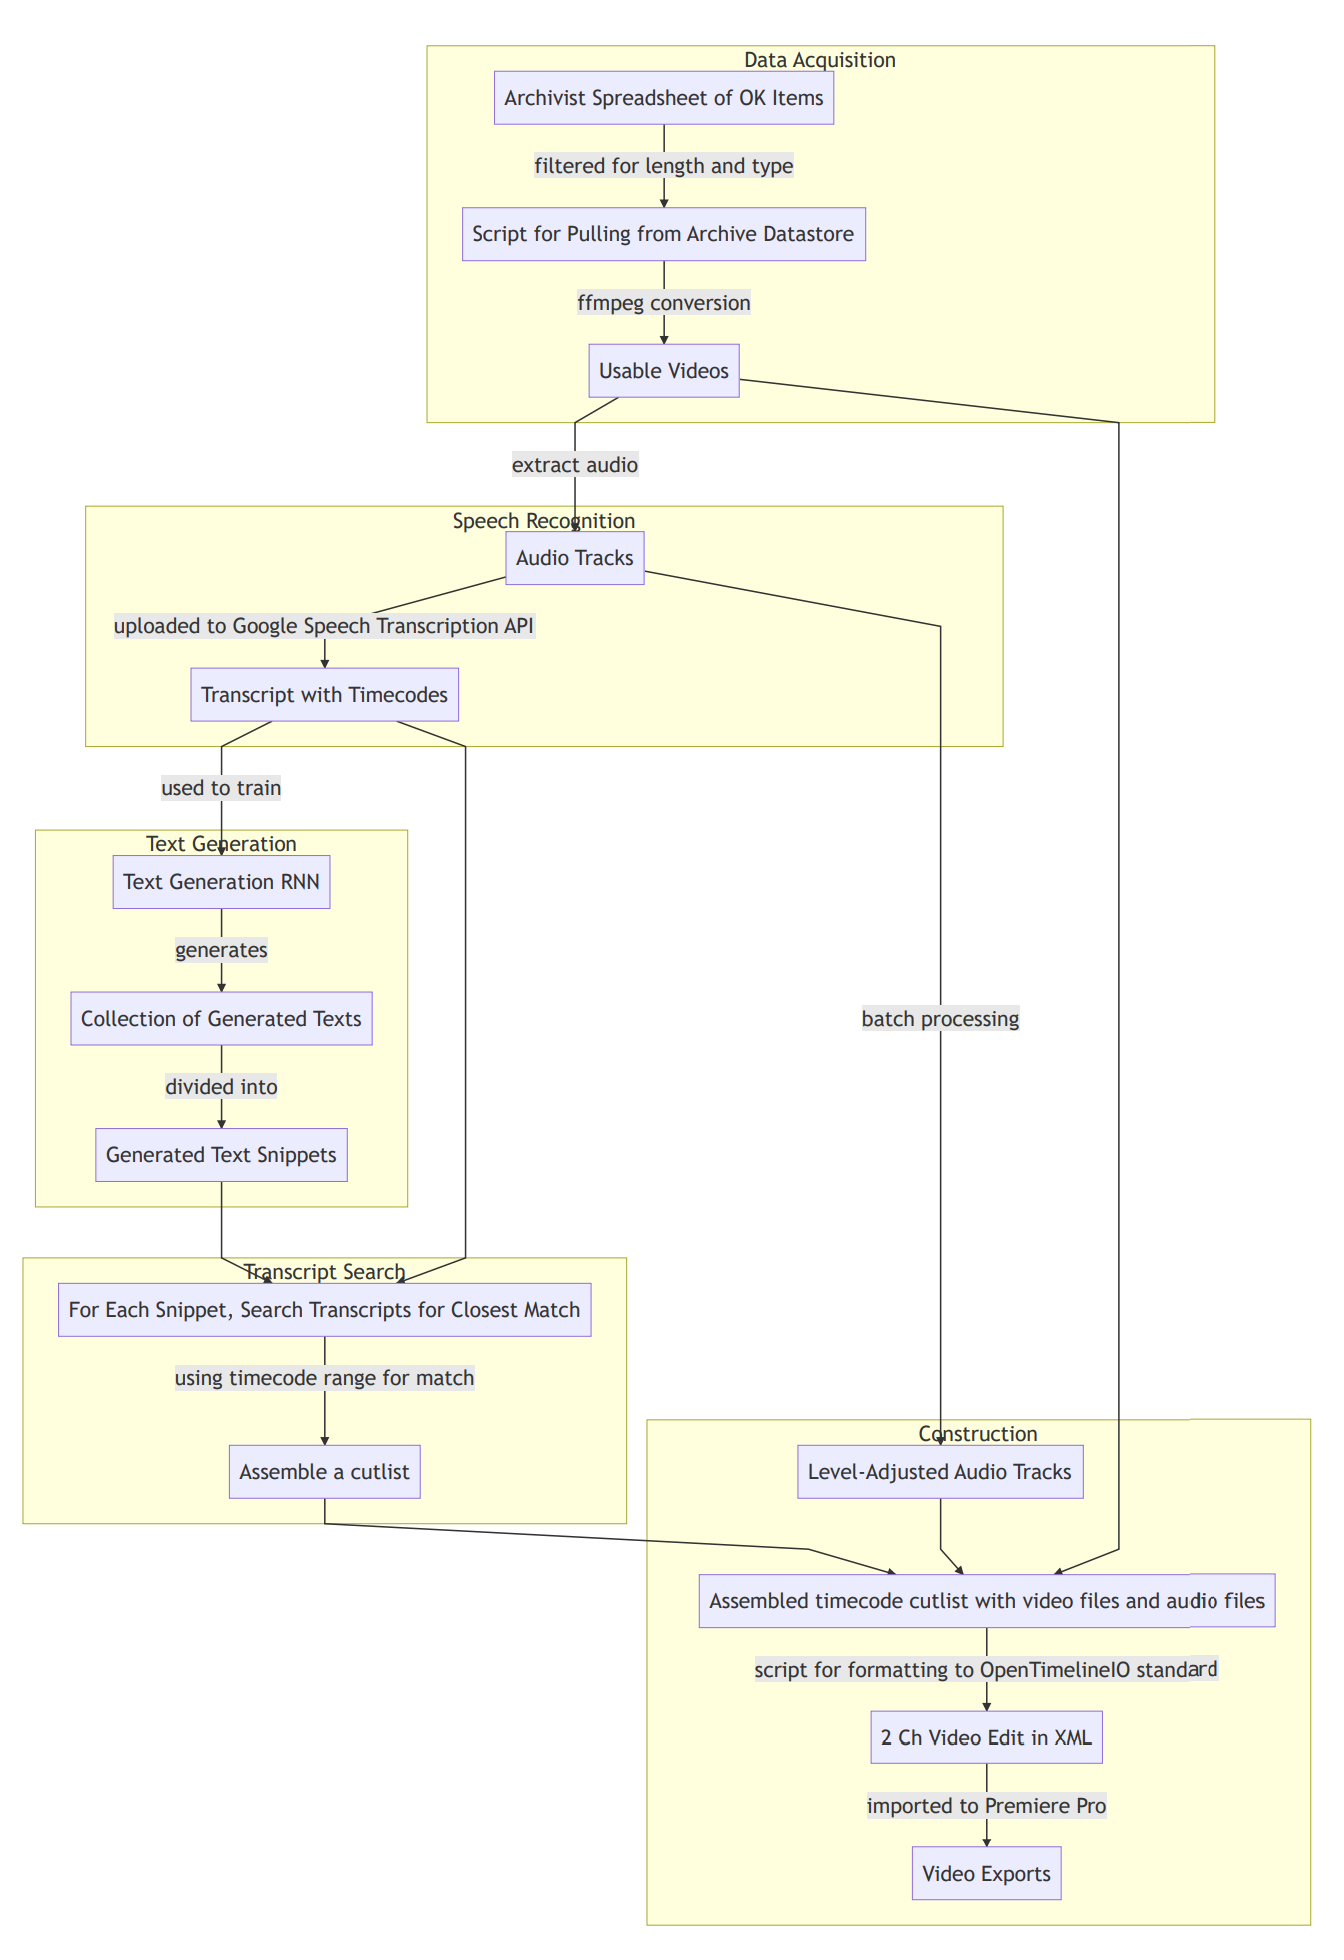 Data Acquisition
Archivist Spreadsheet of OK Items
filtered for length and type
Script for Pulling from Archive Datastore
ffmpeg conversion
Usable Videos
extract audio
Speech Recognition
Audio Tracks
uploaded to Google Speech Transcription API
Transcript with Timecodes
used to train
Text Generation
Text Generation RNN
generates
Collection of Generated Texts
batch processing
divided into
Generated Text Snippets
Transcript Search
For Each Snippet, Search Transcripts for Closest Match
using timecode range for match
Assemble a cutlist
Construction
Level-Adjusted Audio Tracks
Assembled timecode cutlist with video files and audio files
script for formatting to OpenTimelineIO standard
2 Ch Video Edit in XML
imported to Premiere Pro
Video Exports